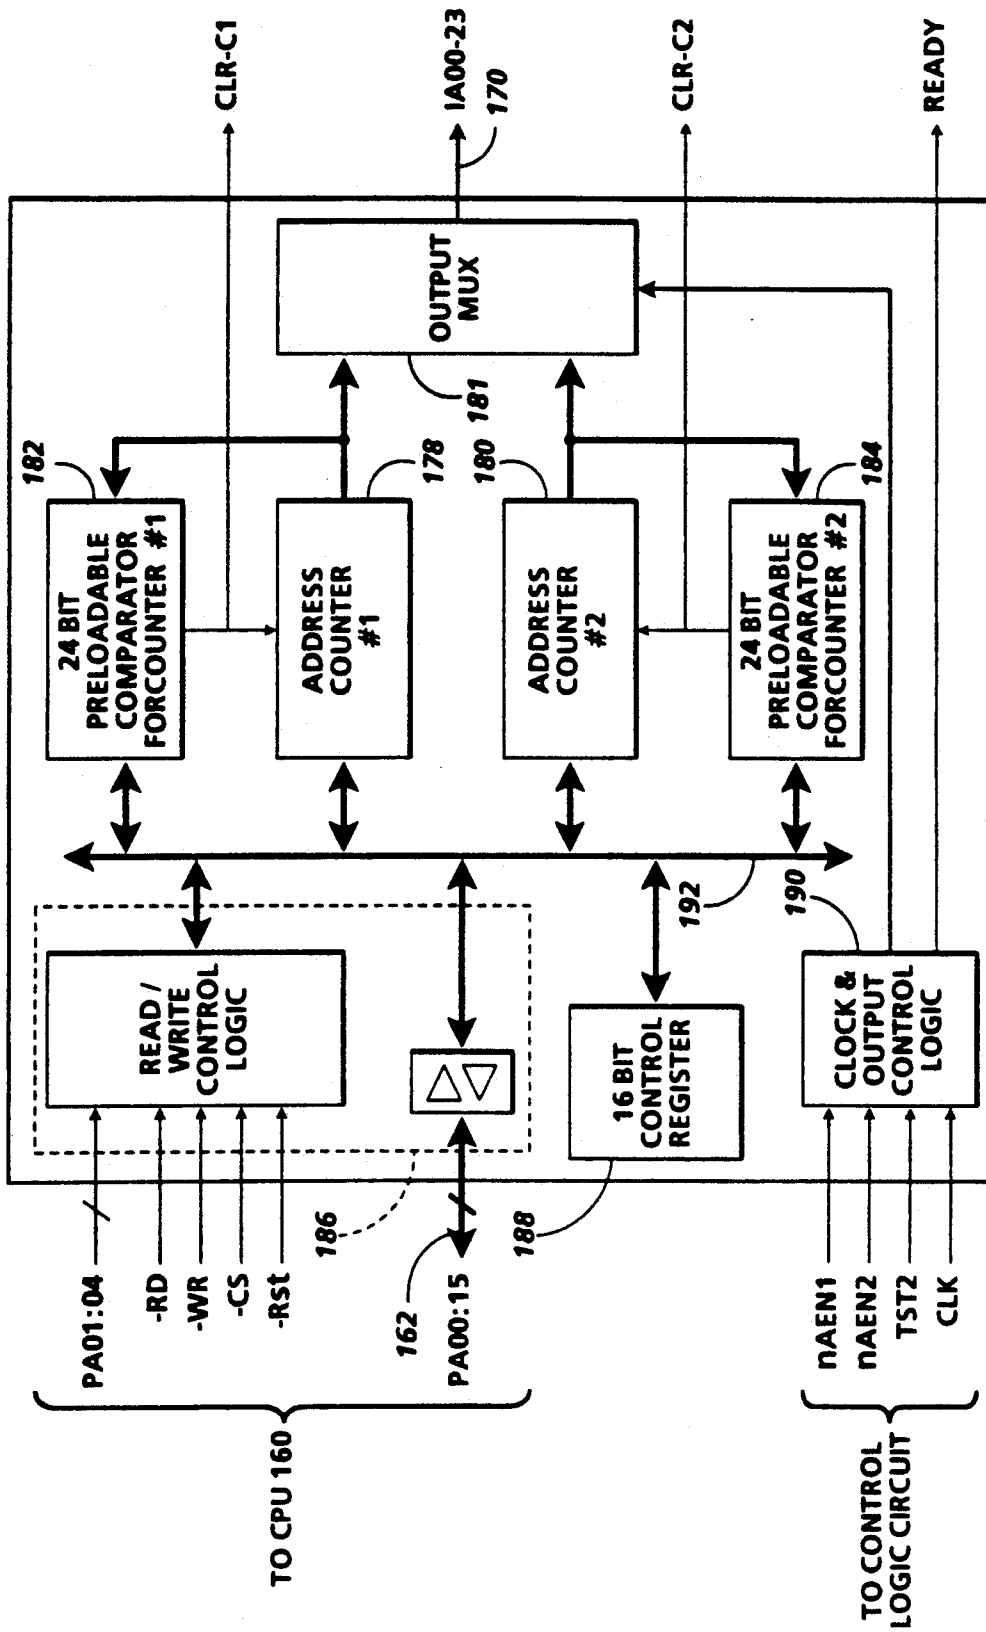 TO CPU 160
PA01:04
-RD
-WR
-CS
-Rst
162
PA00:15
186
188
READ /
WRITE
CONTROL
LOGIC
16 BIT
CONTROL
REGISTER
TO CONTROL
LOGIC CIRCUIT
nAEN1
nAEN2
TST2
CLK
CLOCK &
OUTPUT
CONTROL
LOGIC
190
192
24 BIT
PRELOADABLE
COMPARATOR
FORCOUNTER #1
182
ADDRESS
COUNTER
#1
178
ADDRESS
COUNTER
#2
180
24 BIT
PRELOADABLE
COMPARATOR
FORCOUNTER #2
184
OUTPUT
MUX
181
CLR-C1
IA00-23
170
CLR-C2
READY